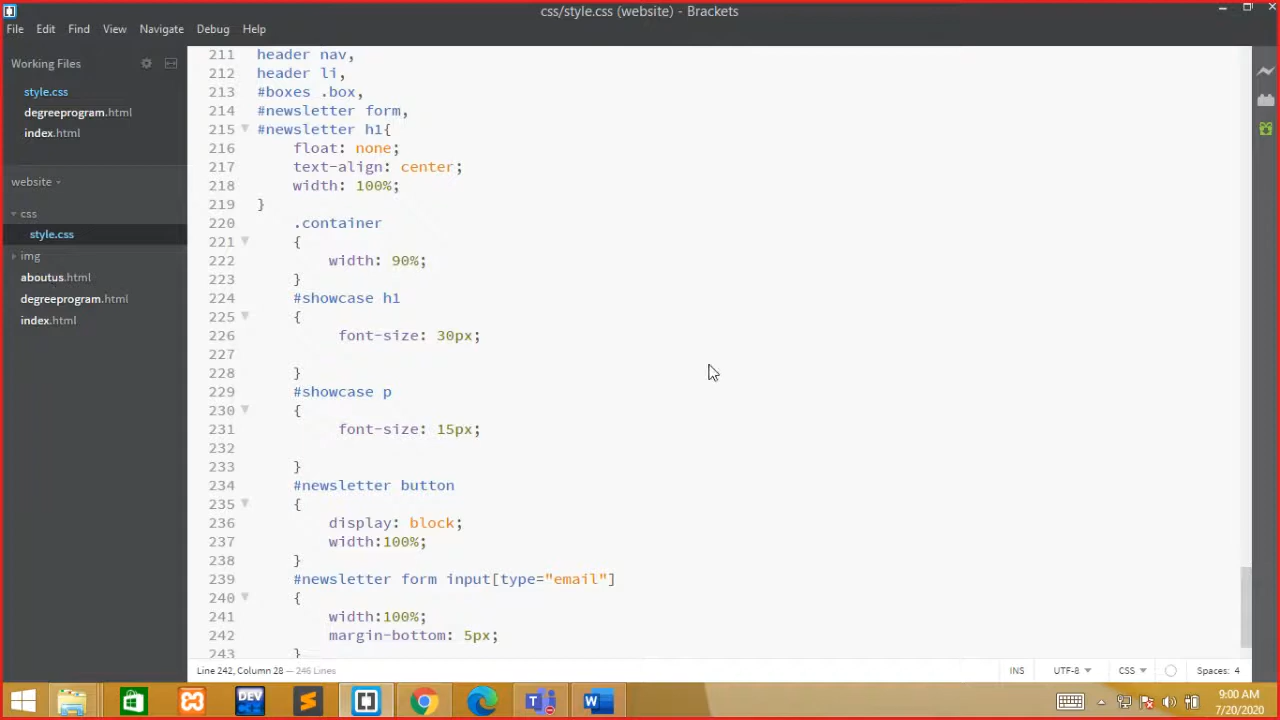 css/style.css (website) - Brackets
File Edit Find View Navigate Debug Help
Working Files
style.css
degreeprogram.html
index.html
website
css
style.css
img
aboutus.html
degreeprogram.html
index.html
211 header nav,
212 header li,
213 #boxes .box,
214 #newsletter form,
215 #newsletter h1{
216 float: none;
217 text-align: center;
218 width: 100%;
219 }
220 .container
221 {
222 width: 90%;
223 }
224 #showcase h1
225 {
226 font-size: 30px;
227
228 }
229 #showcase p
230 {
231 font-size: 15px;
232
233 }
234 #newsletter button
235 {
236 display: block;
237 width:100%;
238 }
239 #newsletter form input[type="email"]
240 {
241 width:100%;
242 margin-bottom: 5px;
243 }
Line 242, Column 28 — 246 Lines
INS UTF-8 CSS Spaces: 4
DEV
9:00 AM
7/20/2020